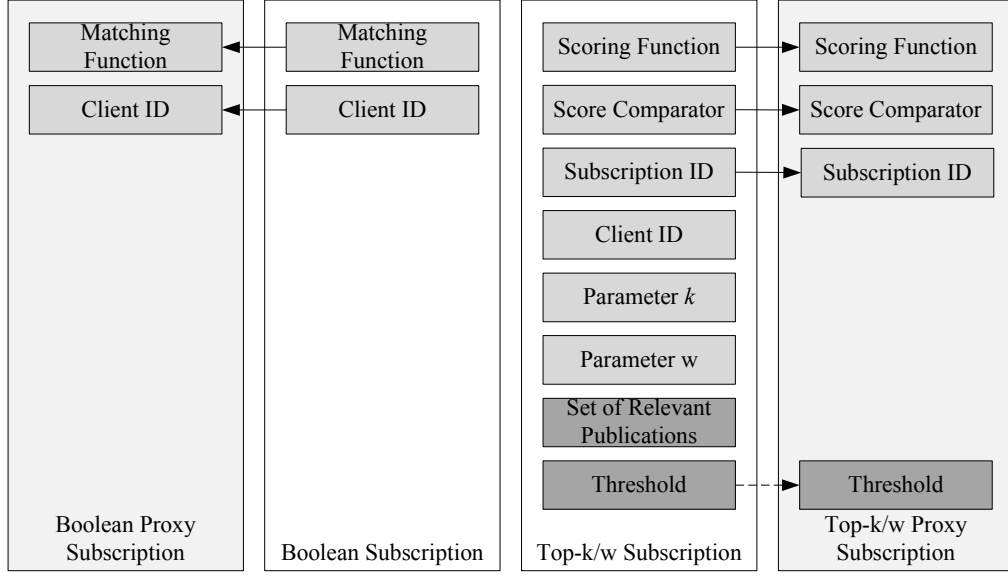 Matching
Function
Client ID
Boolean Proxy
Subscription
Matching
Function
Client ID
Boolean Subscription
Scoring Function
Score Comparator
Subscription ID
Client ID
Parameter k
Parameter w
Set of Relevant
Publications
Threshold
Top-k/w Subscription
Scoring Function
Score Comparator
Subscription ID
Threshold
Top-k/w Proxy
Subscription